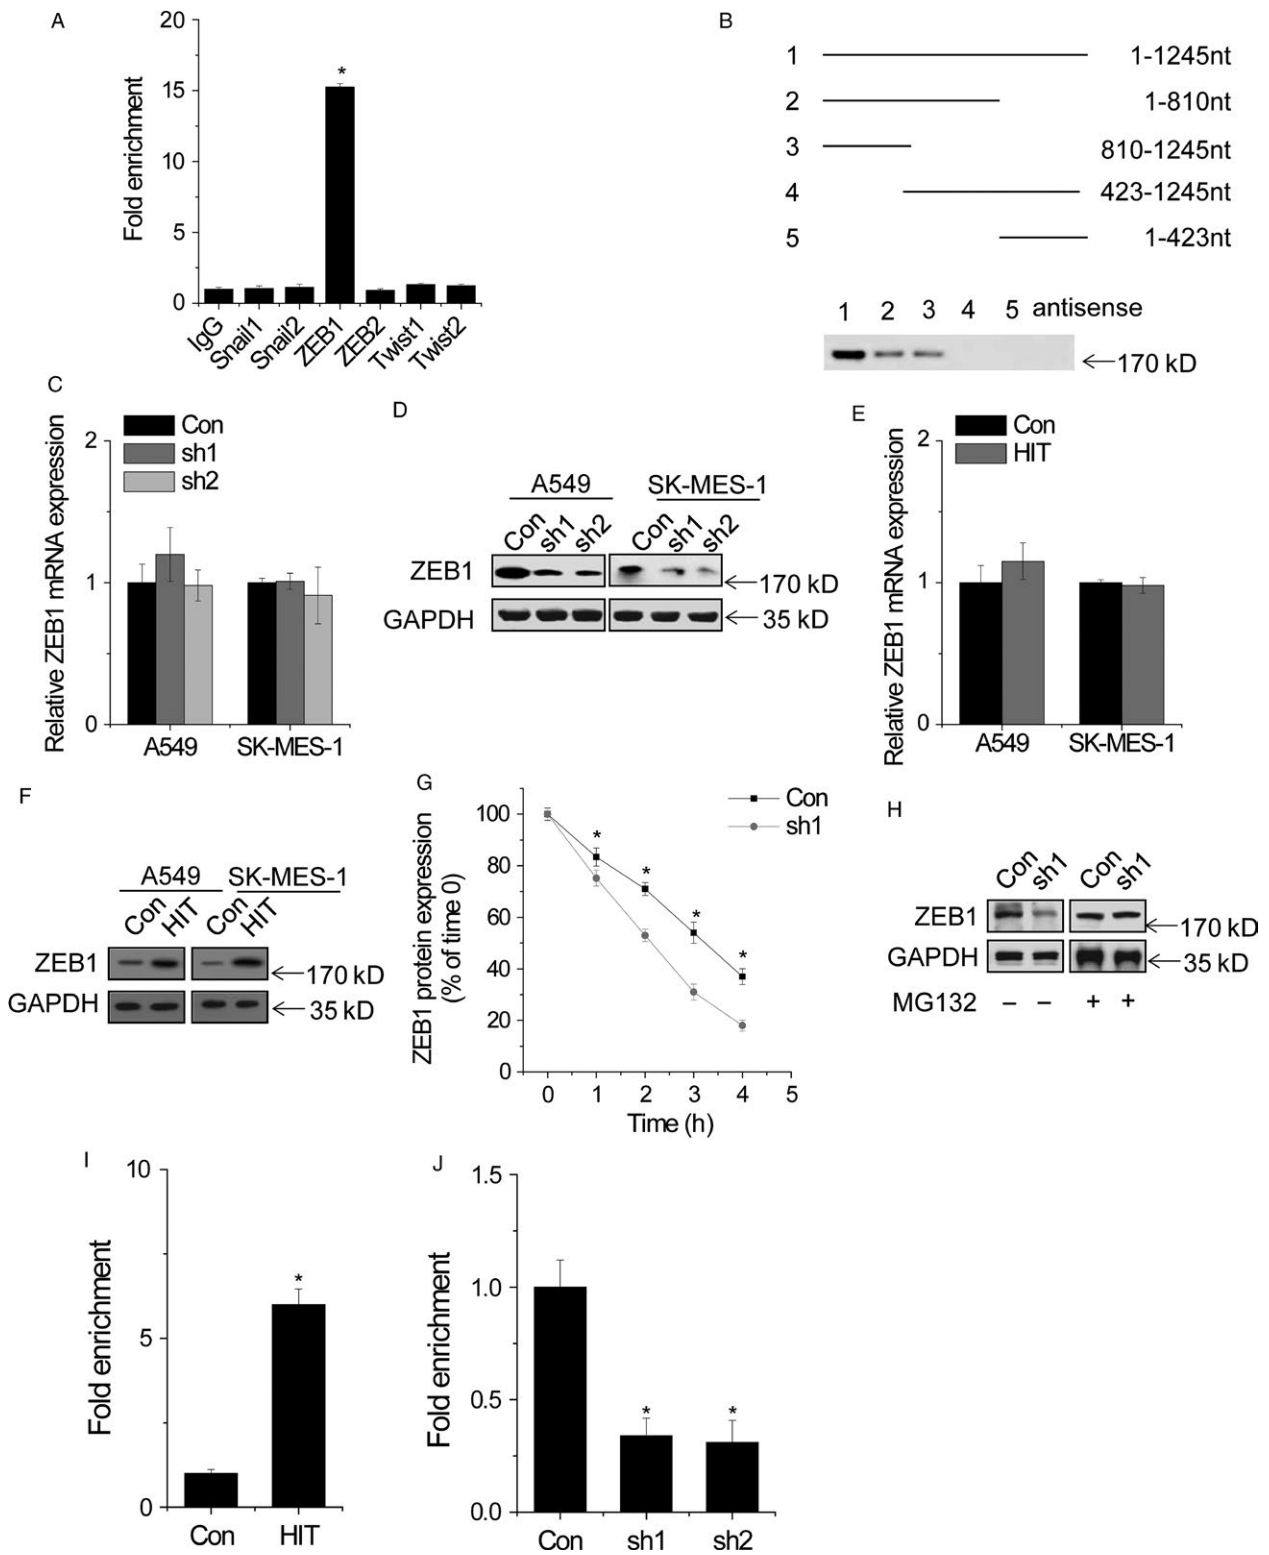 A
20
15
10
5
0
Fold enrichment
*
IgG
Snail1
Snail2
ZEB1
ZEB2
Twist1
Twist2
B
1 1-1245nt
2 1-810nt
3 810-1245nt
4 423-1245nt
5 1-423nt
1 2 3 4 5 antisense
170 kD
C
Relative ZEB1 mRNA expression
Con
sh1
sh2
2
1
0
A549 SK-MES-1
D
A549 SK-MES-1
Con sh1 sh2 Con sh1 sh2
ZEB1 170 kD
GAPDH 35 kD
E
Relative ZEB1 mRNA expression
Con
HIT
2
1
0
A549 SK-MES-1
F
A549 SK-MES-1
Con HIT Con HIT
ZEB1 170 kD
GAPDH 35 kD
G
ZEB1 protein expression
(% of time 0)
Con
sh1
100
80
60
40
20
0
* * * *
0 1 2 3 4 5
Time (h)
H
Con sh1 Con sh1
ZEB1 170 kD
GAPDH 35 kD
MG132 – – + +
I
Fold enrichment
10
5
0
*
Con HIT
J
Fold enrichment
1.5
1.0
0.5
0.0
* *
Con sh1 sh2